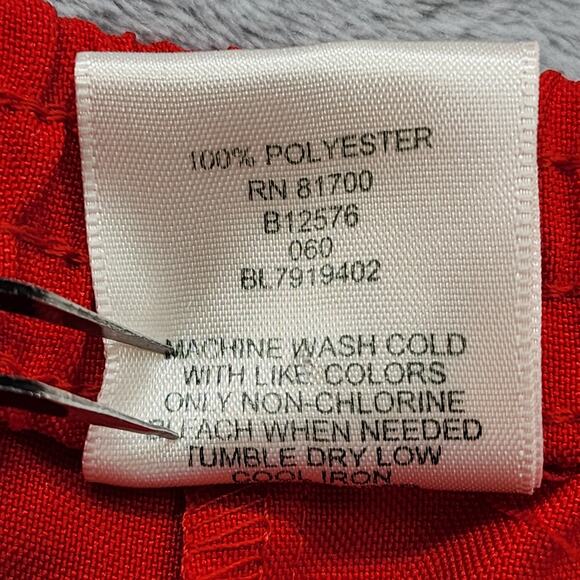 100% POLYESTER
RN 81700
B12576
060
BL7919402
MACHINE WASH COLD
WITH LIKE COLORS
ONLY NON-CHLORINE
BLEACH WHEN NEEDED
TUMBLE DRY LOW
COOL IRON